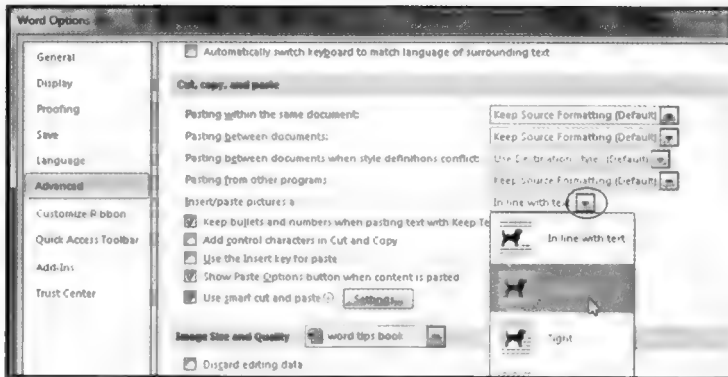 Word Options
General
Display
Proofing
Save
Language
Advanced
Customize Ribbon
Quick Access Toolbar
Add-Ins
Trust Center
Automatically switch keyboard to match language of surrounding text
Cut, copy, and paste
Pasting within the same document: Keep Source Formatting (Default)
Pasting between documents: Keep Source Formatting (Default)
Pasting between documents when style definitions conflict: (Default)
Pasting from other programs Keep Source Formatting (Default)
Insert/paste pictures a In line with text
Keep bullets and numbers when pasting text with Keep Te
Add control characters in Cut and Copy
Use the Insert key for paste
Show Paste Options button when content is pasted
Use smart cut and paste Settings...
In line with text
Tight
Image Size and Quality word tips book
Discard editing data